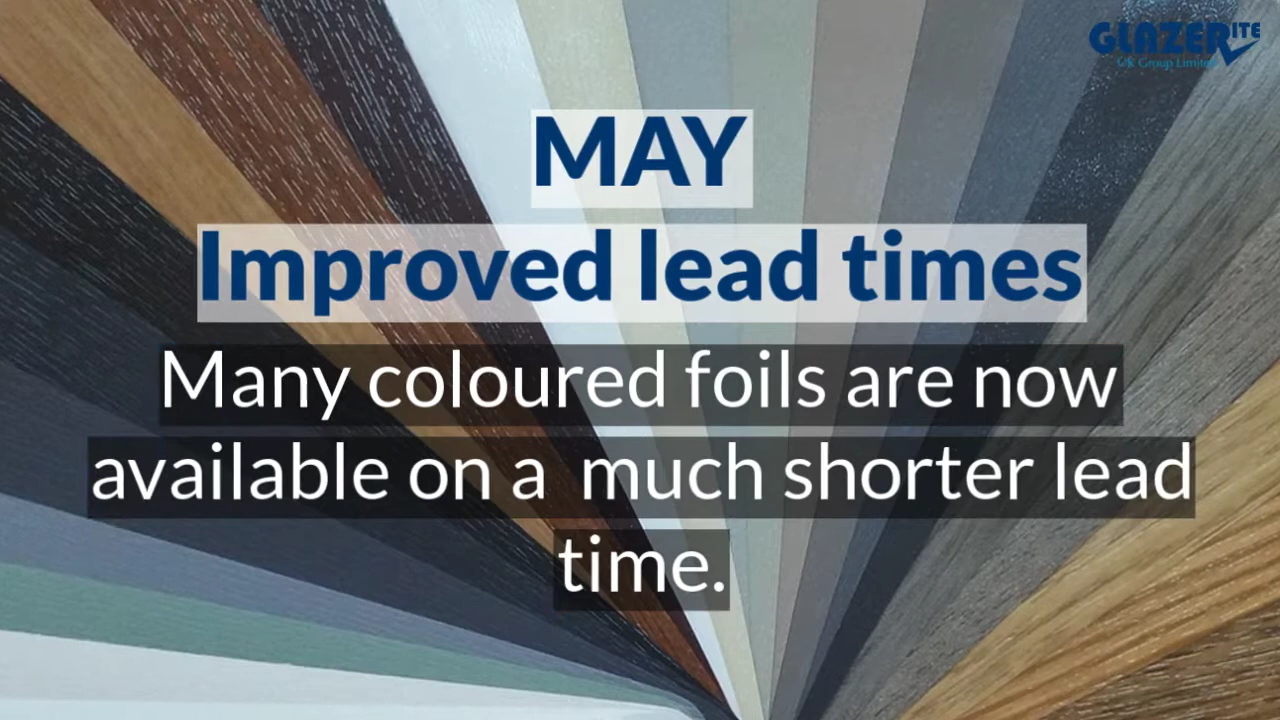 GLAZERITE
UK Group Limited
MAY
Improved lead times
Many coloured foils are now
available on a  much shorter lead
time.